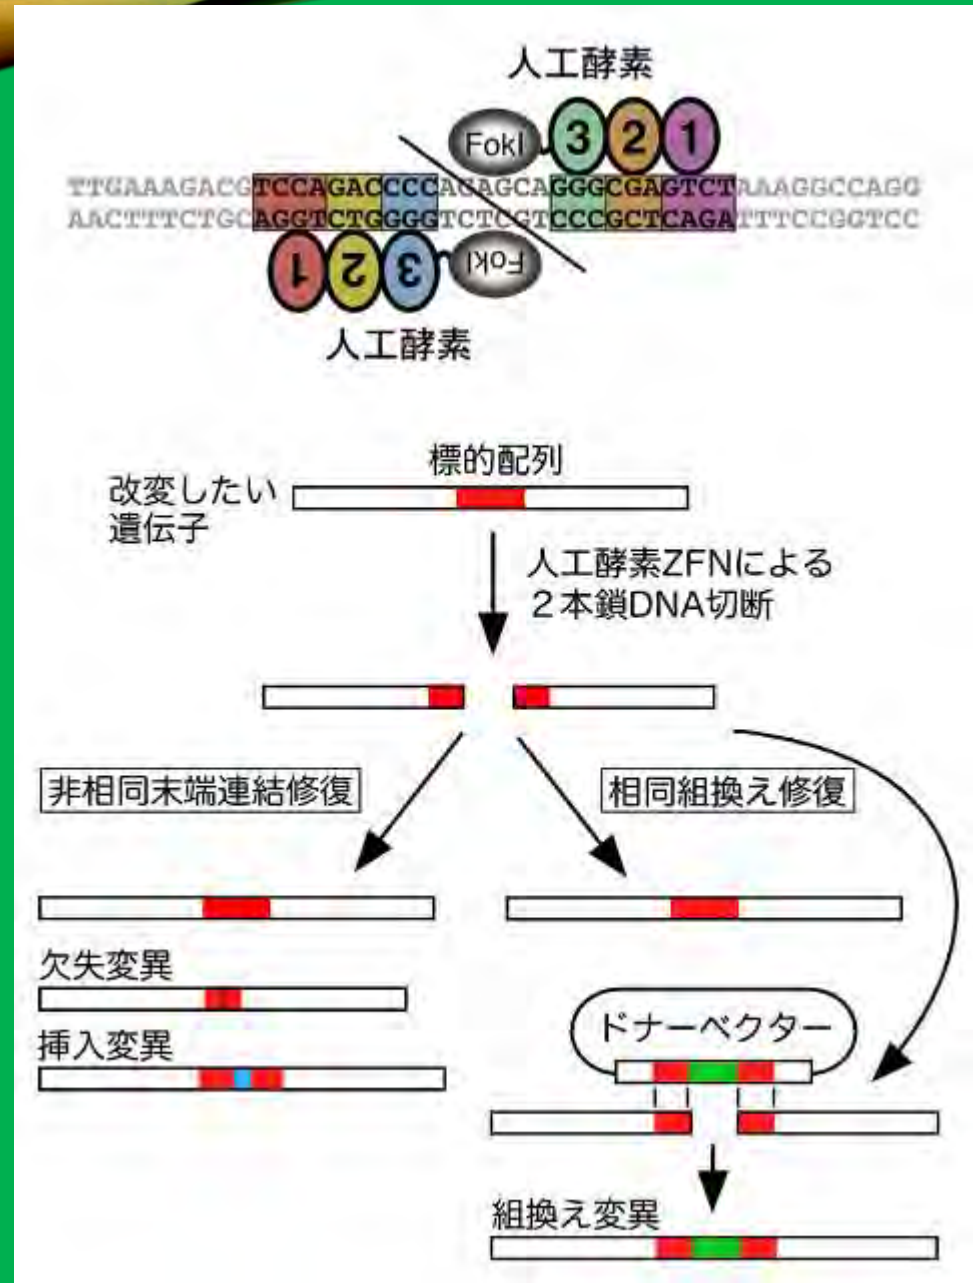 人工酵素
FokI 3 2 1
TTGAAAGACGTCCAGACCCCAGAGCAGGGCGAGTCTAAAGGCCAGG
AACTTTCTGCAGGTCTGGGGTCTCGTCCCGCTCAGATTTCCGGTCC
1 2 3 FokI
人工酵素
標的配列
改変したい
遺伝子
人工酵素ZFNによる
2本鎖DNA切断
非相同末端連結修復
相同組換え修復
欠失変異
挿入変異
ドナーベクター
組換え変異